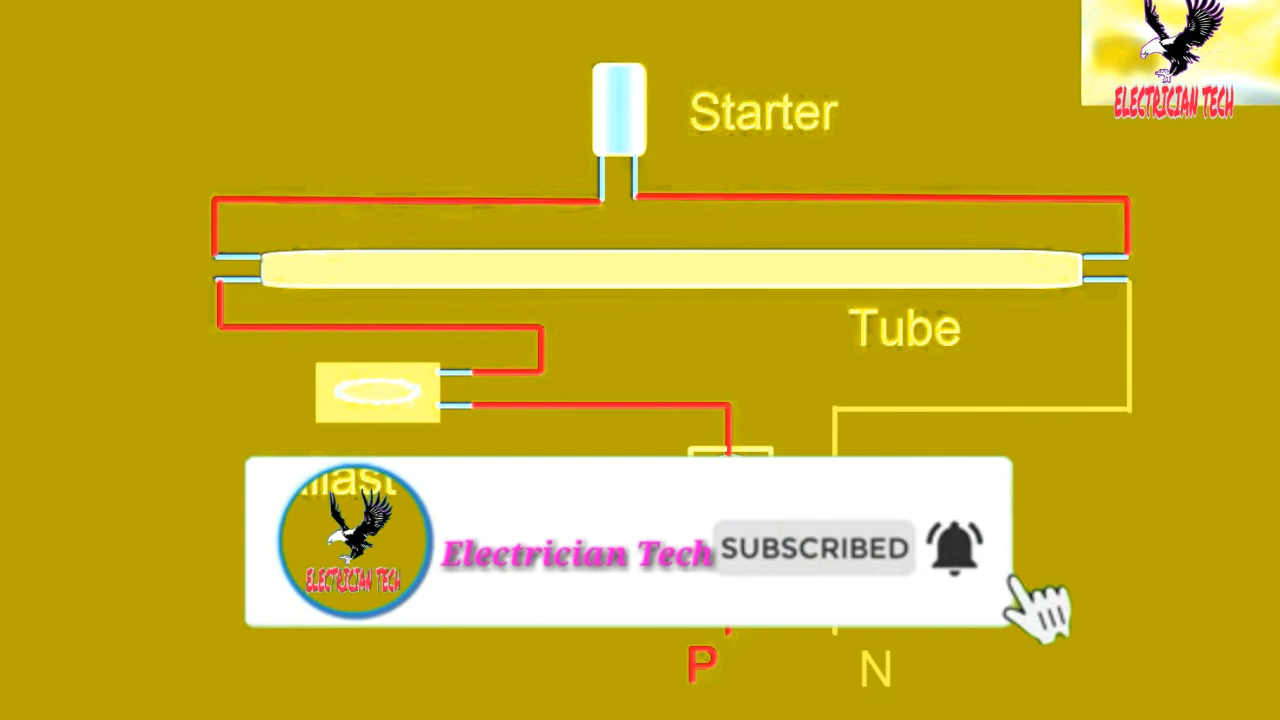 ELECTRICIAN TECH
Starter
Tube
ELECTRICIAN TECH
Electrician Tech
SUBSCRIBED
P
N